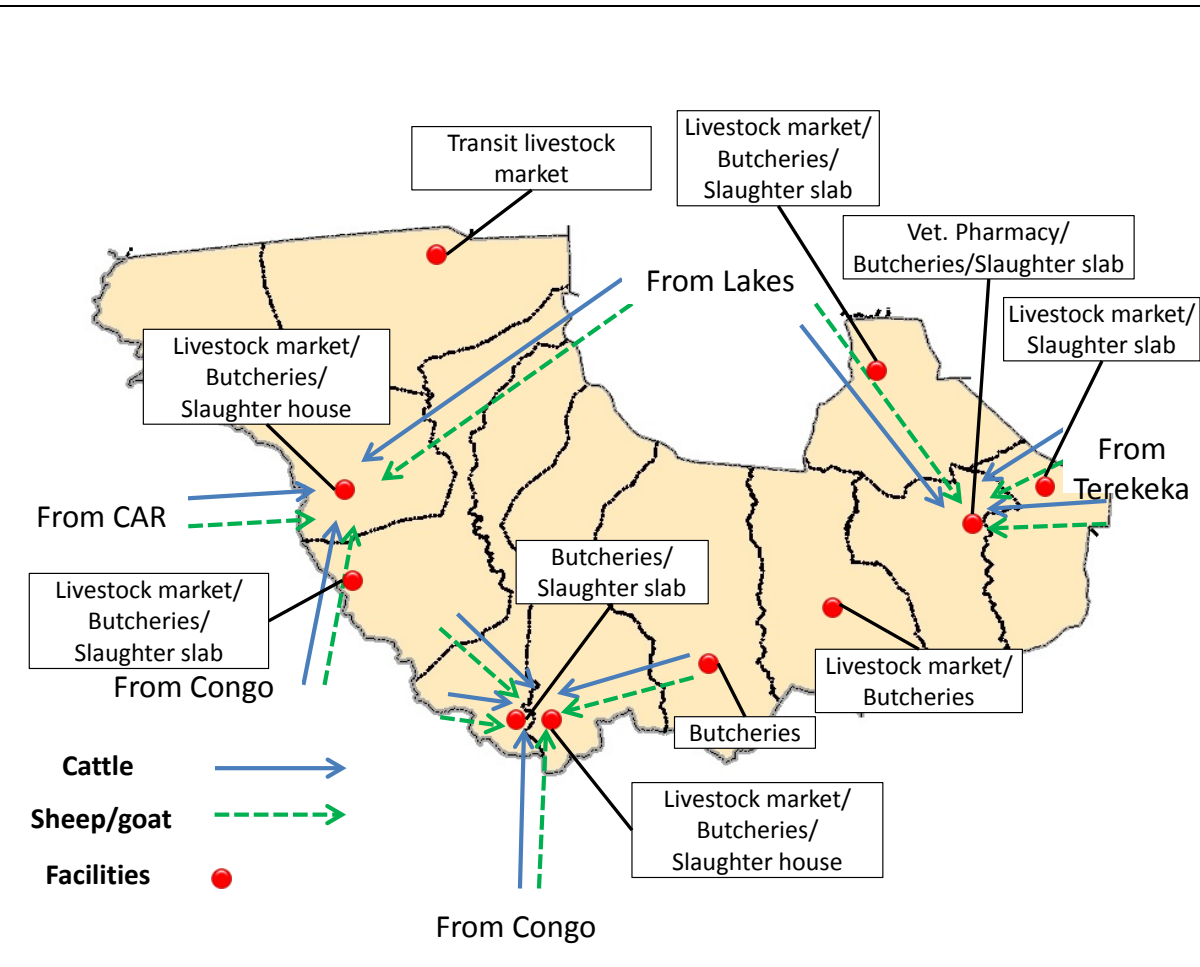 Transit livestock
market
Livestock market/
Butcheries/
Slaughter slab
Vet. Pharmacy/
Butcheries/Slaughter slab
From Lakes
Livestock market/
Slaughter slab
Livestock market/
Butcheries/
Slaughter house
From
Terekeka
From CAR
Butcheries/
Slaughter slab
Livestock market/
Butcheries/
Slaughter slab
From Congo
Livestock market/
Butcheries
Butcheries
Cattle
Sheep/goat
Facilities
Livestock market/
Butcheries/
Slaughter house
From Congo